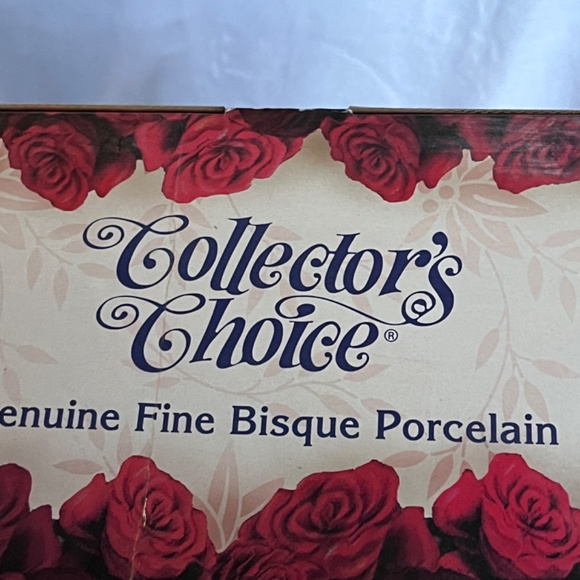 Collector's
Choice®
enuine Fine Bisque Porcelain